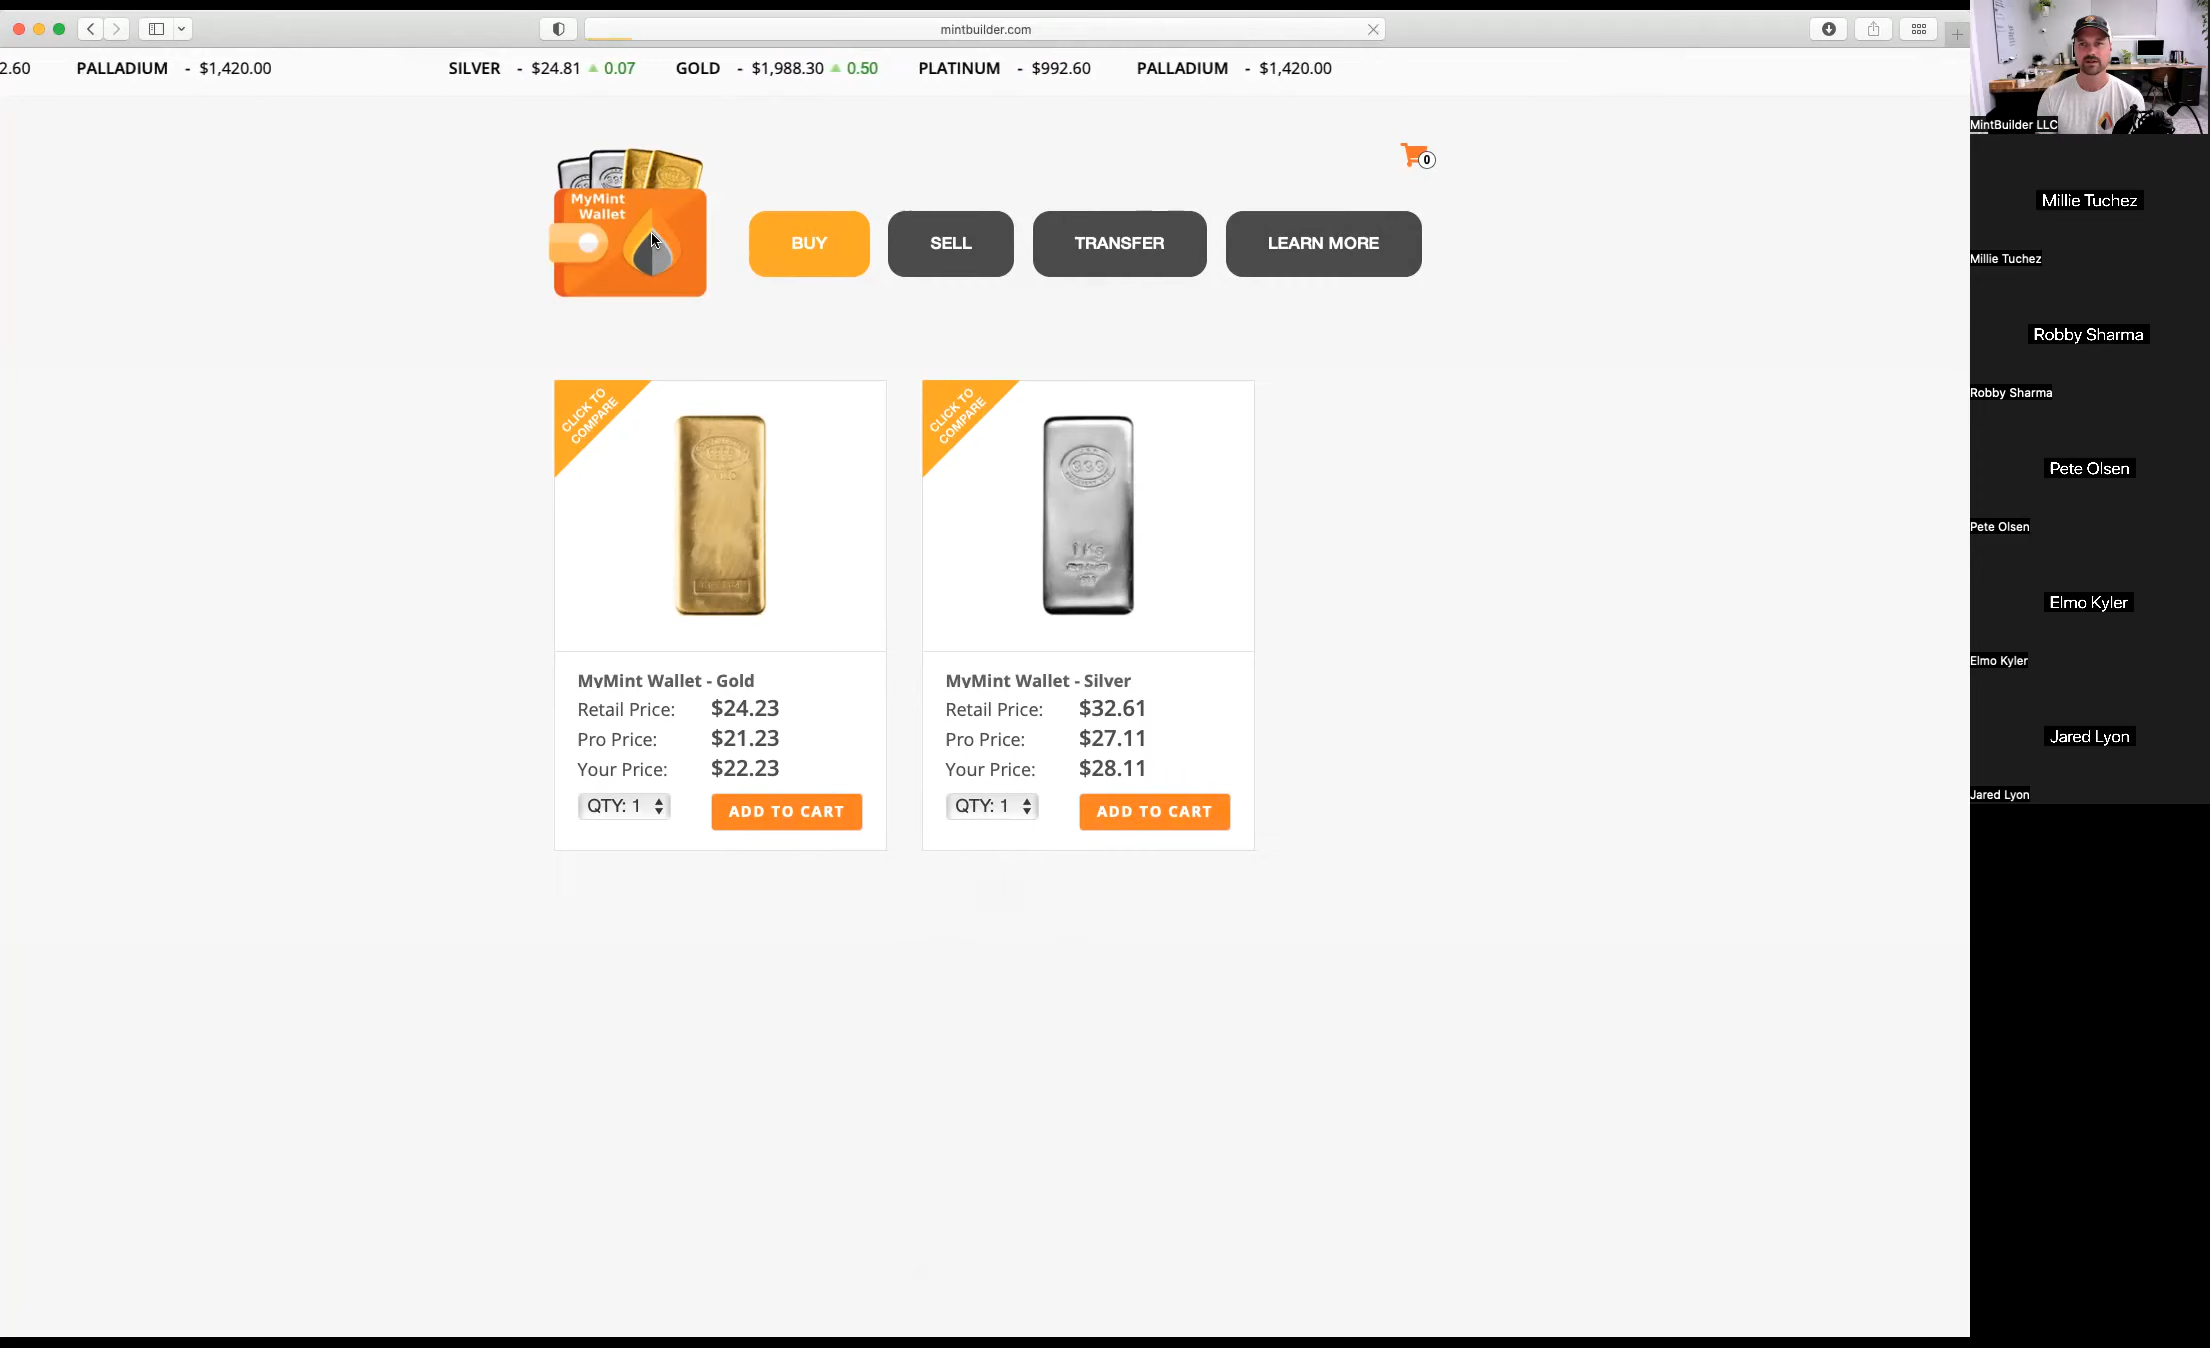 mintbuilder.com
2.60 PALLADIUM - $1,420.00 SILVER - $24.81 ▲ 0.07 GOLD - $1,988.30 ▲ 0.50 PLATINUM - $992.60 PALLADIUM - $1,420.00
MintBuilder LLC
0
MyMint
Wallet
BUY SELL TRANSFER LEARN MORE
CLICK TO
COMPARE
CLICK TO
COMPARE
999
1 KG
MyMint Wallet - Gold
Retail Price: $24.23
Pro Price: $21.23
Your Price: $22.23
QTY: 1 ADD TO CART
MyMint Wallet - Silver
Retail Price: $32.61
Pro Price: $27.11
Your Price: $28.11
QTY: 1 ADD TO CART
Millie Tuchez
Millie Tuchez
Robby Sharma
Robby Sharma
Pete Olsen
Pete Olsen
Elmo Kyler
Elmo Kyler
Jared Lyon
Jared Lyon